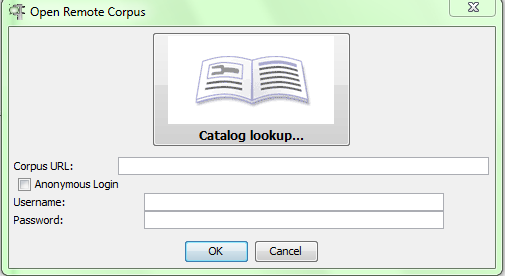 Open Remote Corpus
Catalog lookup...
Corpus URL:
Anonymous Login
Username:
Password:
OK Cancel